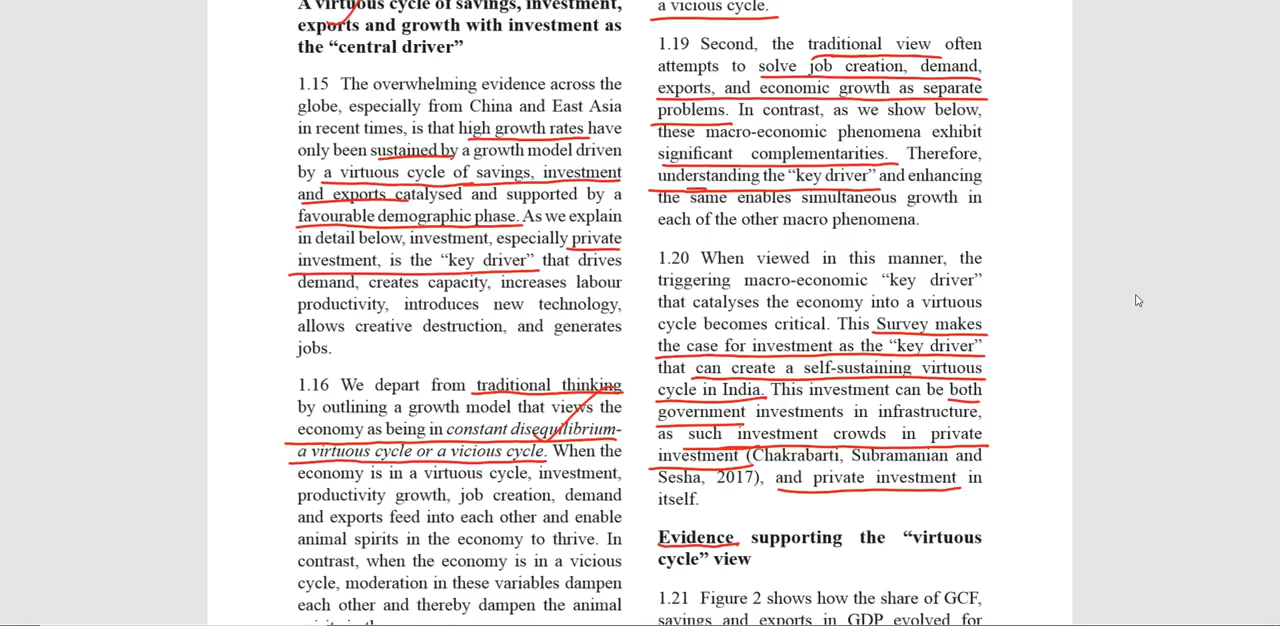 A virtuous cycle of savings, investment,
exports and growth with investment as
the “central driver”
1.15 The overwhelming evidence across the
globe, especially from China and East Asia
in recent times, is that high growth rates have
only been sustained by a growth model driven
by a virtuous cycle of savings, investment
and exports catalysed and supported by a
favourable demographic phase. As we explain
in detail below, investment, especially private
investment, is the “key driver” that drives
demand, creates capacity, increases labour
productivity, introduces new technology,
allows creative destruction, and generates
jobs.
1.16 We depart from traditional thinking
by outlining a growth model that views the
economy as being in constant disequilibrium-
a virtuous cycle or a vicious cycle. When the
economy is in a virtuous cycle, investment,
productivity growth, job creation, demand
and exports feed into each other and enable
animal spirits in the economy to thrive. In
contrast, when the economy is in a vicious
cycle, moderation in these variables dampen
each other and thereby dampen the animal
a vicious cycle.
1.19 Second, the traditional view often
attempts to solve job creation, demand,
exports, and economic growth as separate
problems. In contrast, as we show below,
these macro-economic phenomena exhibit
significant complementarities. Therefore,
understanding the “key driver” and enhancing
the same enables simultaneous growth in
each of the other macro phenomena.
1.20 When viewed in this manner, the
triggering macro-economic “key driver”
that catalyses the economy into a virtuous
cycle becomes critical. This Survey makes
the case for investment as the “key driver”
that can create a self-sustaining virtuous
cycle in India. This investment can be both
government investments in infrastructure,
as such investment crowds in private
investment (Chakrabarti, Subramanian and
Sesha, 2017), and private investment in
itself.
Evidence supporting the “virtuous
cycle” view
1.21 Figure 2 shows how the share of GCF,
savings and exports in GDP evolved for